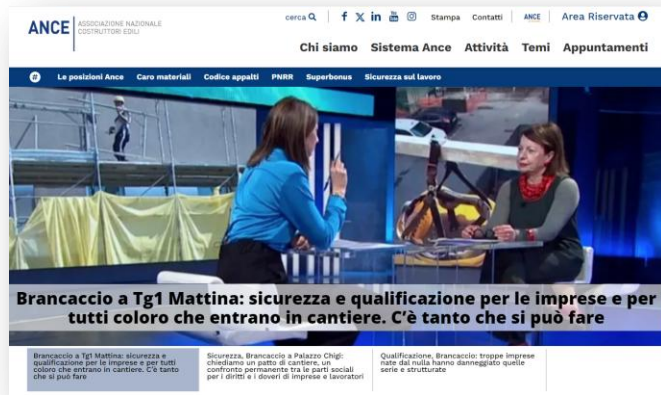 ANCE
ASSOCIAZIONE NAZIONALE
COSTRUTTORI EDILI
cerca
Stampa Contatti ANCE Area Riservata
Chi siamo Sistema Ance Attività Temi Appuntamenti
# Le posizioni Ance Caro materiali Codice appalti PNRR Superbonus Sicurezza sul lavoro
Brancaccio a Tg1 Mattina: sicurezza e qualificazione per le imprese e per
tutti coloro che entrano in cantiere. C'è tanto che si può fare
Brancaccio a Tg1 Mattina: sicurezza e
qualificazione per le imprese e per tutti
coloro che entrano in cantiere. C'è tanto
che si può fare
Sicurezza, Brancaccio a Palazzo Chigi:
chiediamo un patto di cantiere, un
confronto permanente tra le parti sociali
per i diritti e i doveri di imprese e lavoratori
Qualificazione, Brancaccio: troppe imprese
nate dal nulla hanno danneggiato quelle
serie e strutturate